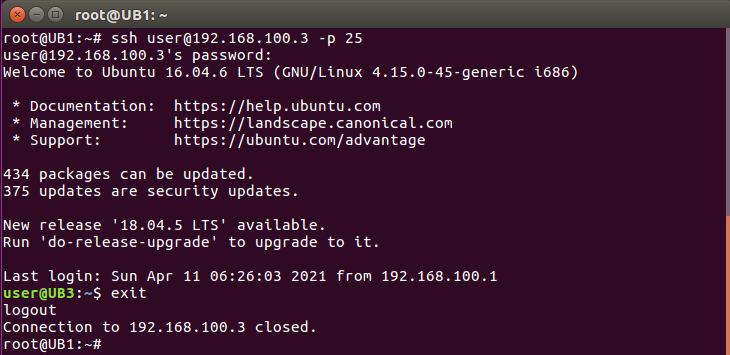 root@UB1: ~
root@UB1:~# ssh user@192.168.100.3 -p 25
user@192.168.100.3's password:
Welcome to Ubuntu 16.04.6 LTS (GNU/Linux 4.15.0-45-generic i686)
* Documentation:  https://help.ubuntu.com
* Management:     https://landscape.canonical.com
* Support:        https://ubuntu.com/advantage
434 packages can be updated.
375 updates are security updates.
New release '18.04.5 LTS' available.
Run 'do-release-upgrade' to upgrade to it.
Last login: Sun Apr 11 06:26:03 2021 from 192.168.100.1
user@UB3:~$ exit
logout
Connection to 192.168.100.3 closed.
root@UB1:~#